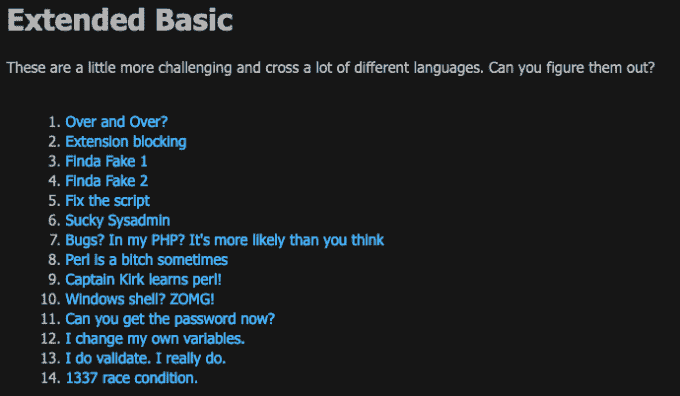 Extended Basic
These are a little more challenging and cross a lot of different languages. Can you figure them out?
1. Over and Over?
2. Extension blocking
3. Finda Fake 1
4. Finda Fake 2
5. Fix the script
6. Sucky Sysadmin
7. Bugs? In my PHP? It's more likely than you think
8. Perl is a bitch sometimes
9. Captain Kirk learns perl!
10. Windows shell? ZOMG!
11. Can you get the password now?
12. I change my own variables.
13. I do validate. I really do.
14. 1337 race condition.